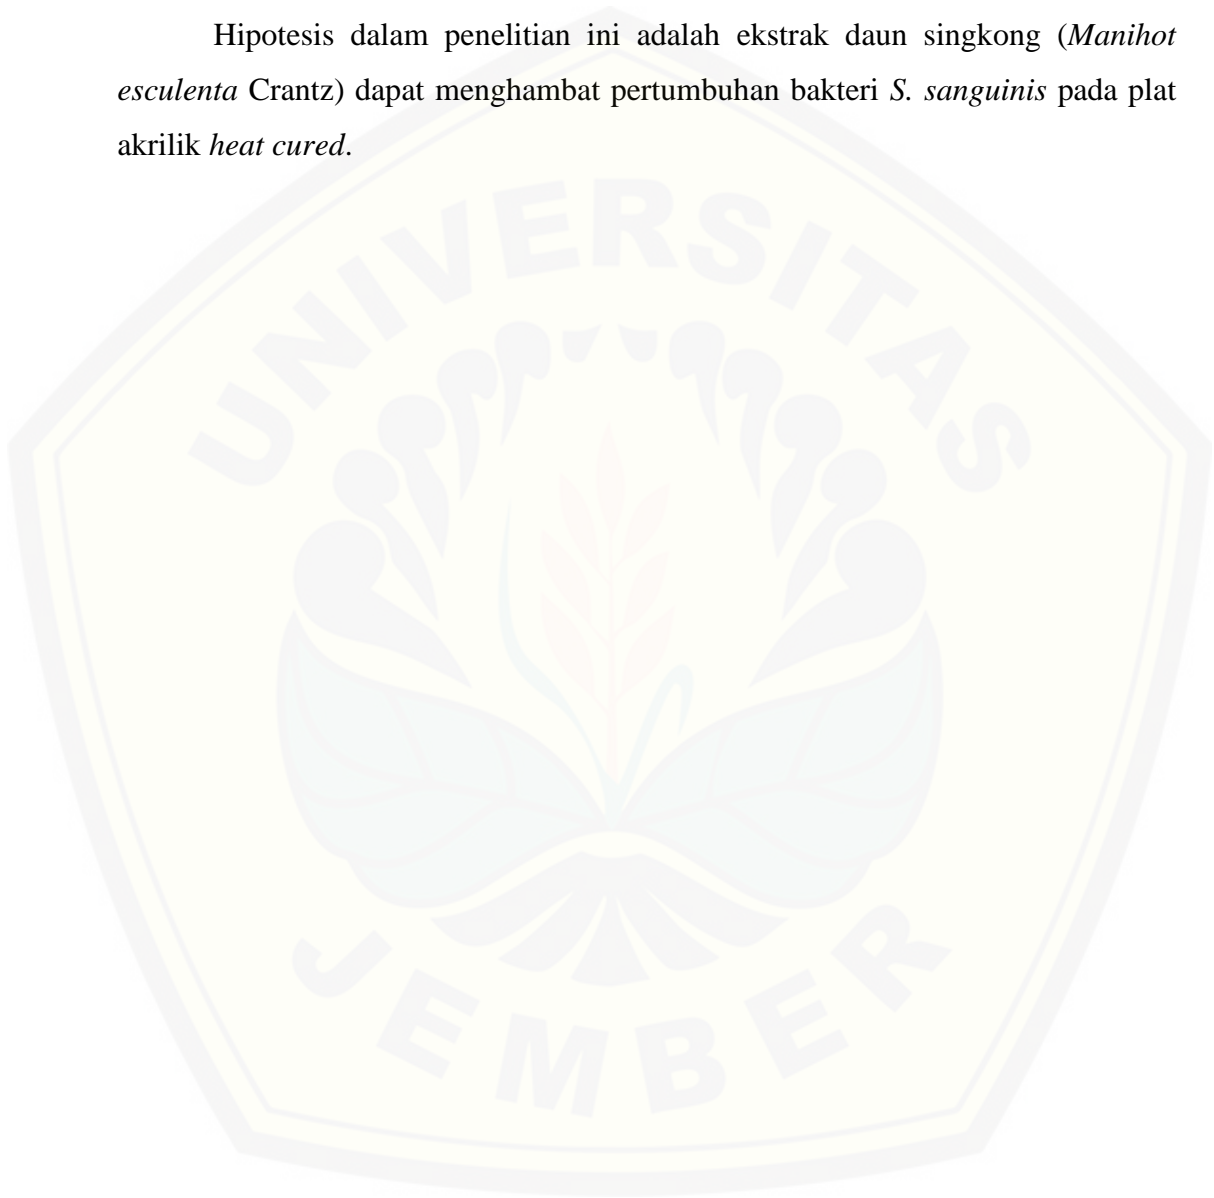 Hipotesis dalam penelitian ini adalah ekstrak daun singkong (Manihot
esculenta Crantz) dapat menghambat pertumbuhan bakteri S. sanguinis pada plat
akrilik heat cured.
UNIVERSITAS
JEMBER